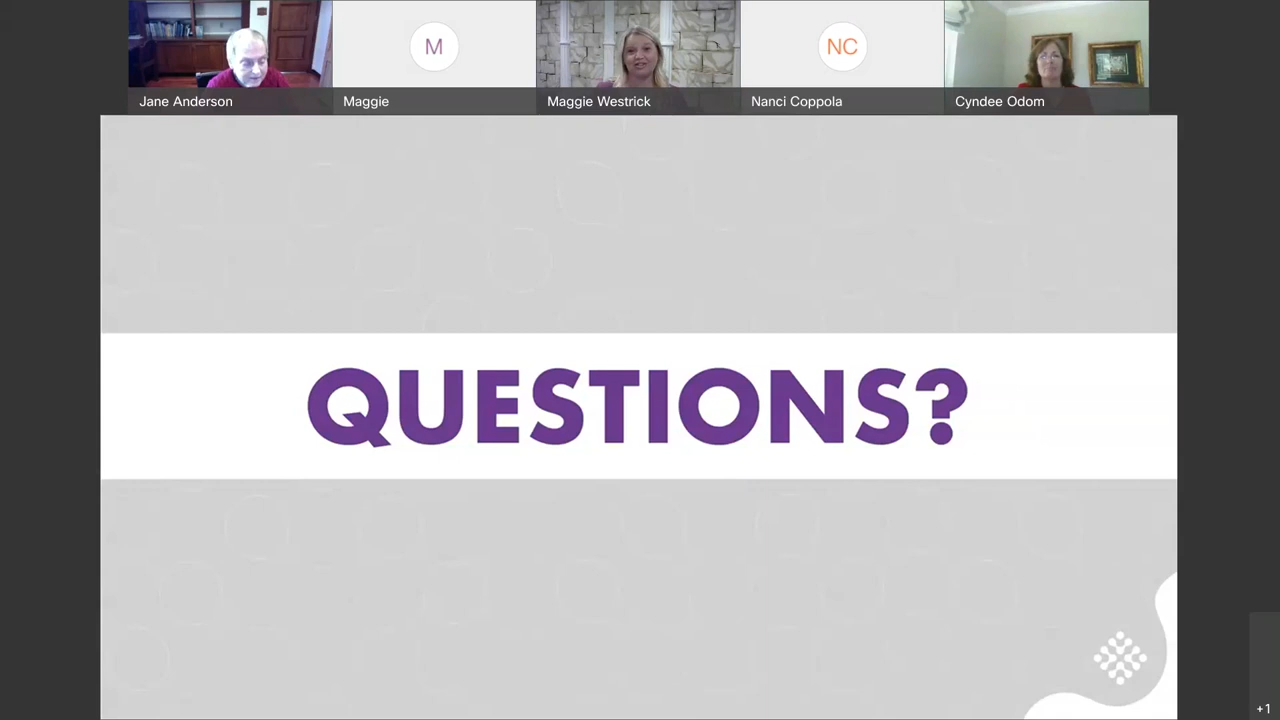 M
NC
Jane Anderson
Maggie
Maggie Westrick
Nanci Coppola
Cyndee Odom
QUESTIONS?
+1